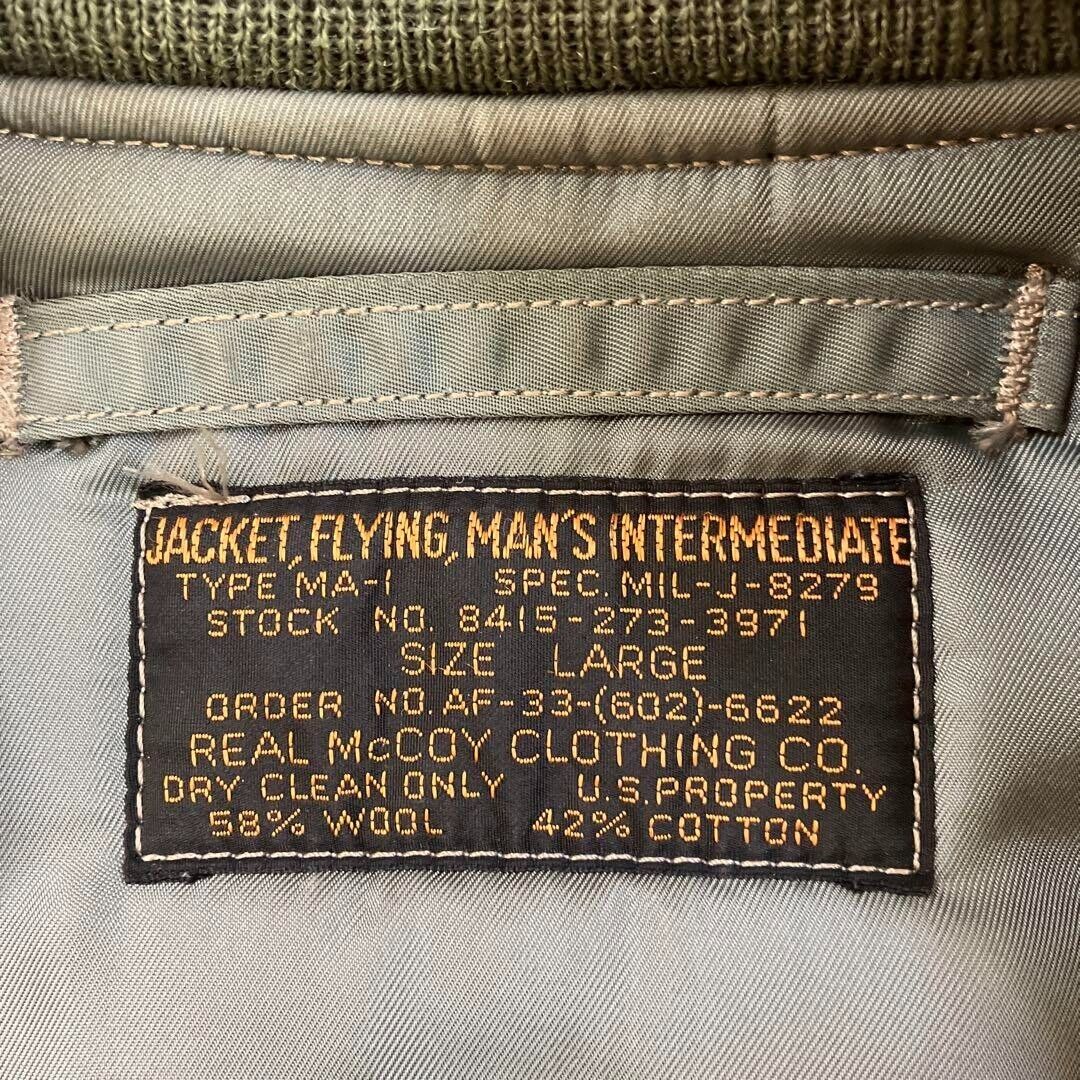 JACKET, FLYING, MAN'S INTERMEDIATE
TYPE MA-1 SPEC. MIL-J-8279
STOCK NO. 8415-273-3971
SIZE LARGE
ORDER NO. AF-33-(602)-6622
REAL McCOY CLOTHING CO.
DRY CLEAN ONLY U.S. PROPERTY
58% WOOL 42% COTTON